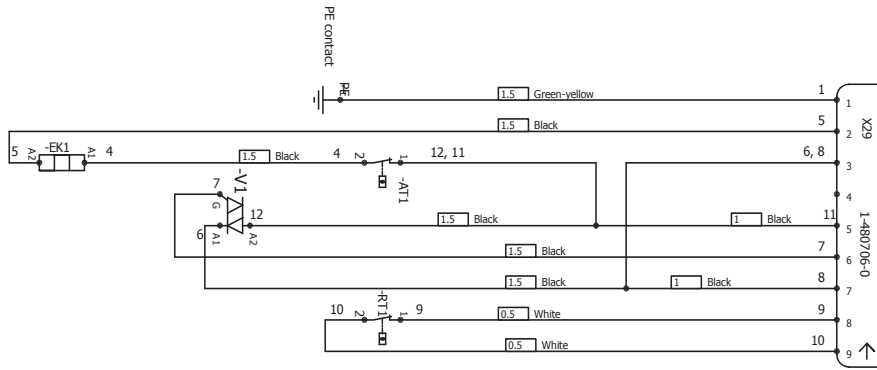 PE contact
PE
1.5 Green-yellow 1 1
1.5 Black 5 2
X29
5 A2 -EK1 A1 4 1.5 Black 4 2 1 12, 11 6, 8 3
-AT1
7 G -V1 4
6 A1 A2 12 1.5 Black 1 Black 11 5
1-480706-0
1.5 Black 7 6
1.5 Black 1 Black 8 7
10 2 -RT1 1 9 0.5 White 9 8
0.5 White 10 9